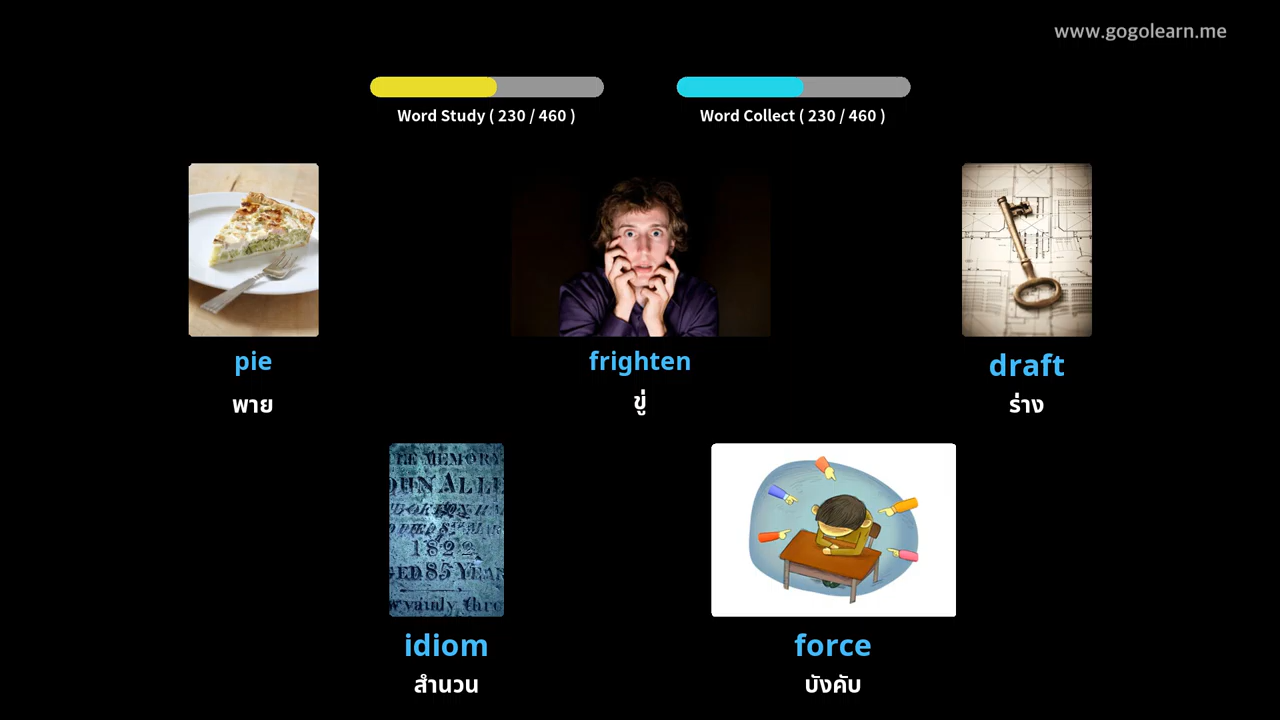 www.gogolearn.me
Word Study ( 230 / 460 )
Word Collect ( 230 / 460 )
pie
frighten
draft
พาย
ขู่
ร่าง
1822
idiom
force
สำนวน
บังคับ